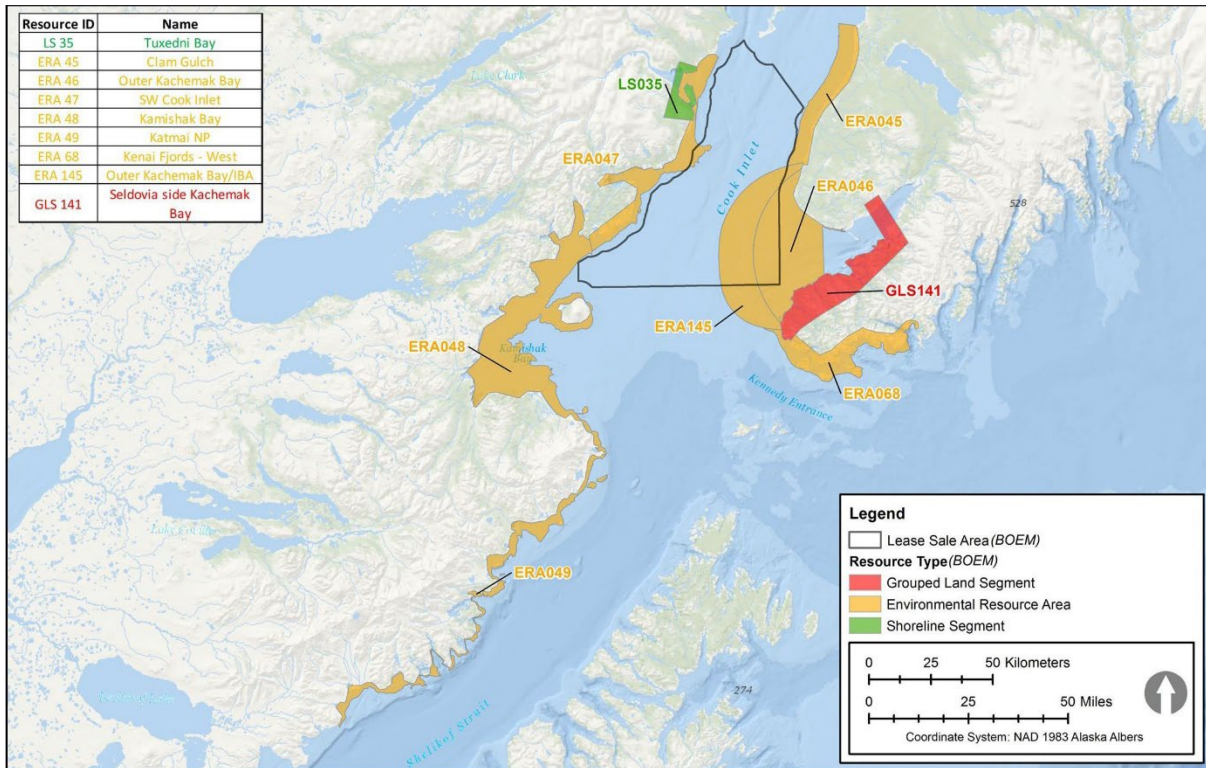 Resource ID Name
LS 35 Tuxedni Bay
ERA 45 Clam Gulch
ERA 46 Outer Kachemak Bay
ERA 47 SW Cook Inlet
ERA 48 Kamishak Bay
ERA 49 Katmai NP
ERA 68 Kenai Fjords - West
ERA 145 Outer Kachemak Bay/IBA
GLS 141 Seldovia side Kachemak
Bay
Lake Clark
LS035
ERA045
ERA047
Cook Inlet
ERA046
528
GLS141
ERA145
ERA048
Kamishak
Bay
ERA068
Kennedy Entrance
ERA049
274
Shelikof Strait
Legend
Lease Sale Area (BOEM)
Resource Type (BOEM)
Grouped Land Segment
Environmental Resource Area
Shoreline Segment
0 25 50 Kilometers
0 25 50 Miles
Coordinate System: NAD 1983 Alaska Albers